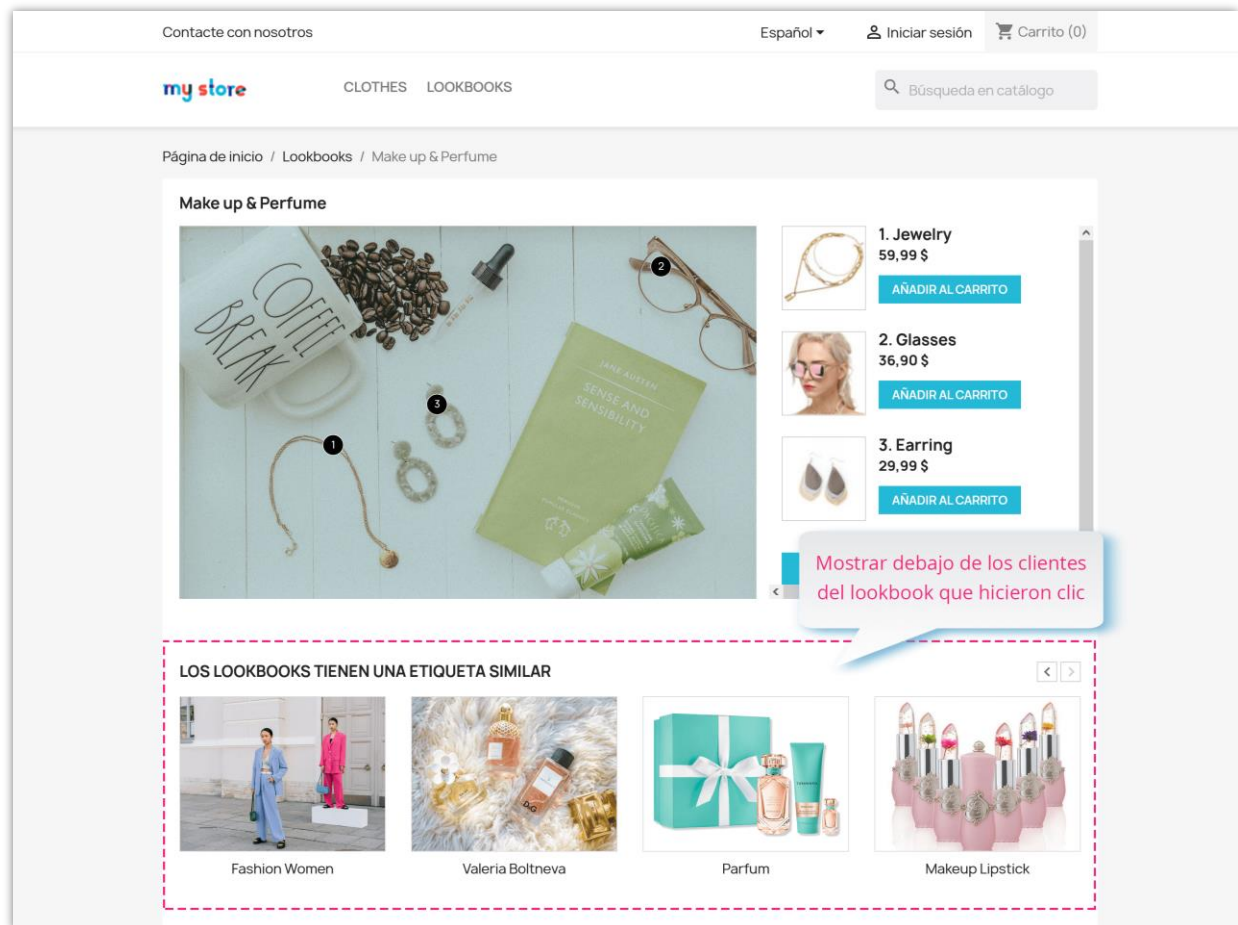 Contacte con nosotros
Español
Iniciar sesión
Carrito (0)
my store
CLOTHES
LOOKBOOKS
Búsqueda en catálogo
Página de inicio / Lookbooks / Make up & Perfume
Make up & Perfume
COFFEE
BREAK
JANE AUSTEN
SENSE AND
SENSIBILITY
1
2
3
1. Jewelry
59,99 $
AÑADIR AL CARRITO
2. Glasses
36,90 $
AÑADIR AL CARRITO
3. Earring
29,99 $
AÑADIR AL CARRITO
Mostrar debajo de los clientes
del lookbook que hicieron clic
LOS LOOKBOOKS TIENEN UNA ETIQUETA SIMILAR
D&G
Fashion Women
Valeria Boltneva
Parfum
Makeup Lipstick